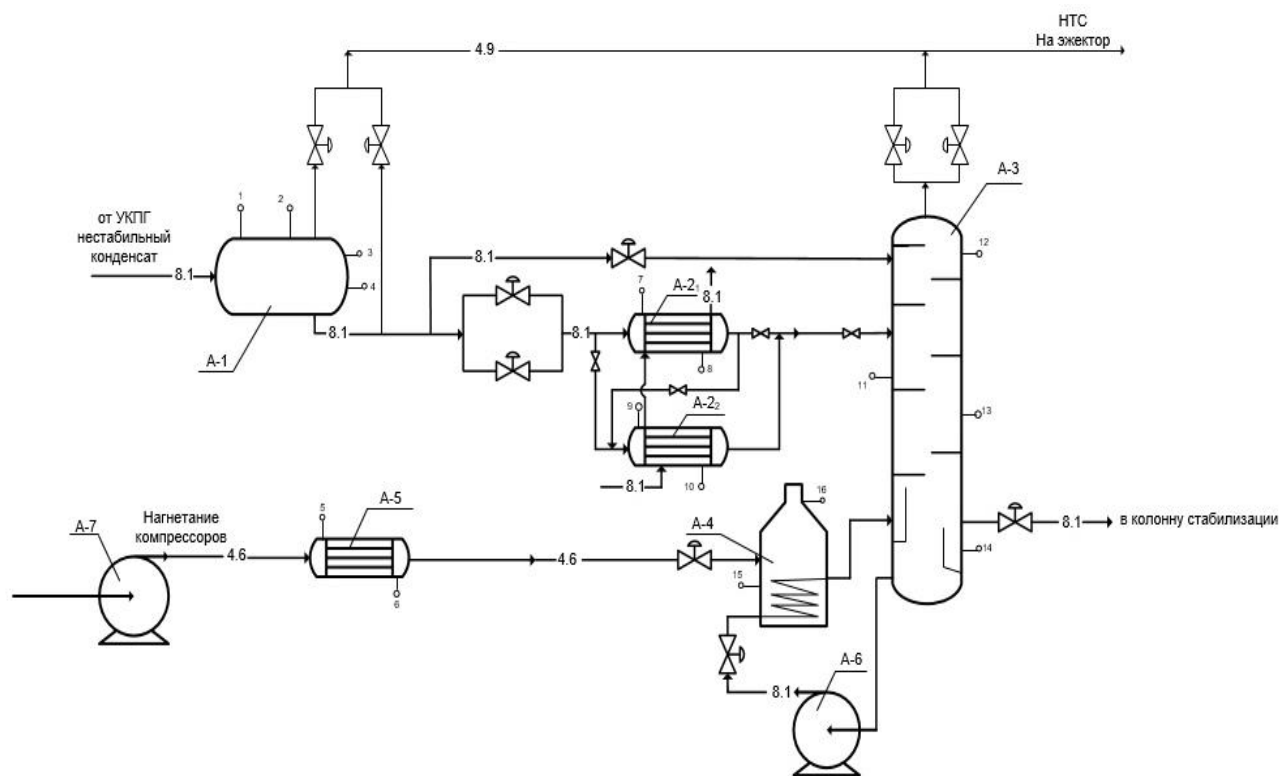 НТС
На эжектор
4.9
А-3
1
2
от УКПГ
нестабильный
конденсат
3
12
8.1
8.1
4
7
А-2₁
8.1
8.1
8.1
А-1
8
11
9
А-2₂
13
8.1
10
16
Нагнетание
компрессоров
5
А-5
А-4
8.1
в колонну стабилизации
А-7
4.6
4.6
14
15
6
А-6
8.1